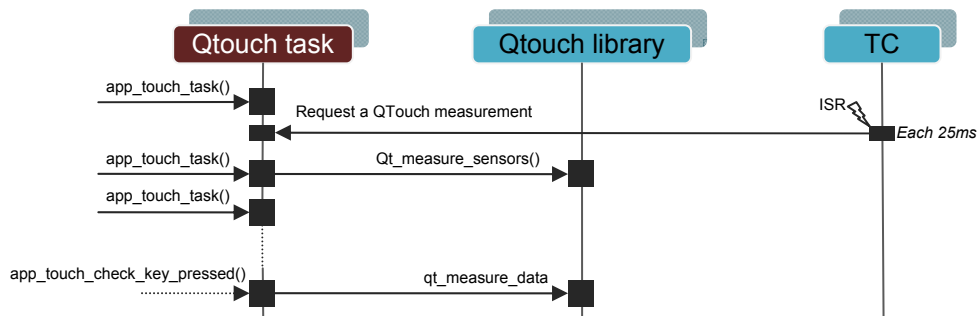 Qtouch task
Qtouch library
TC
app_touch_task()
Request a QTouch measurement
ISR
Each 25ms
app_touch_task()
Qt_measure_sensors()
app_touch_task()
app_touch_check_key_pressed()
qt_measure_data